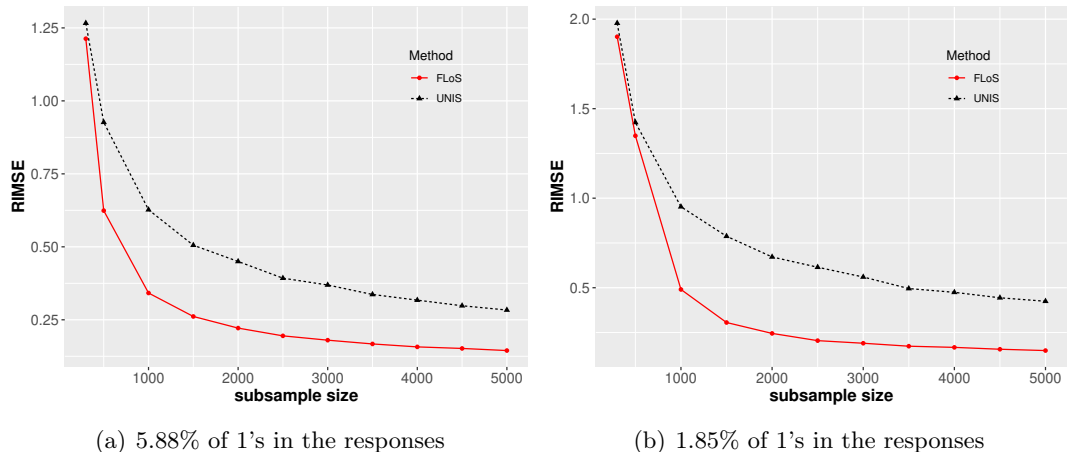 1.25
1.00
0.75
0.50
0.25
RIMSE
Method
FLoS
UNIS
1000 2000 3000 4000 5000
subsample size
(a) 5.88% of 1's in the responses
2.0
1.5
1.0
0.5
RIMSE
Method
FLoS
UNIS
1000 2000 3000 4000 5000
subsample size
(b) 1.85% of 1's in the responses